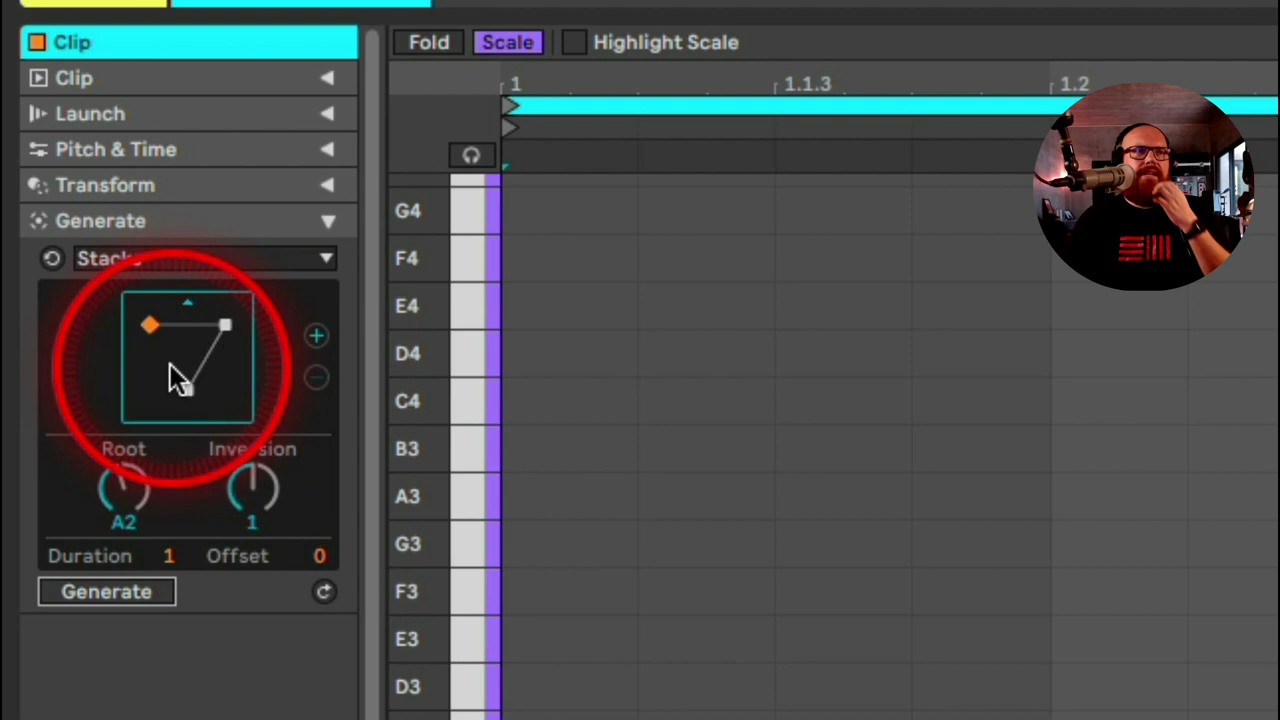 Clip
Fold Scale Highlight Scale
Clip
1 1.1.3 1.2
Launch
Pitch & Time
Transform
Generate
Stacks
G4
F4
E4
D4
C4
B3
A3
G3
F3
E3
D3
Root Inversion
A2 1
Duration 1 Offset 0
Generate